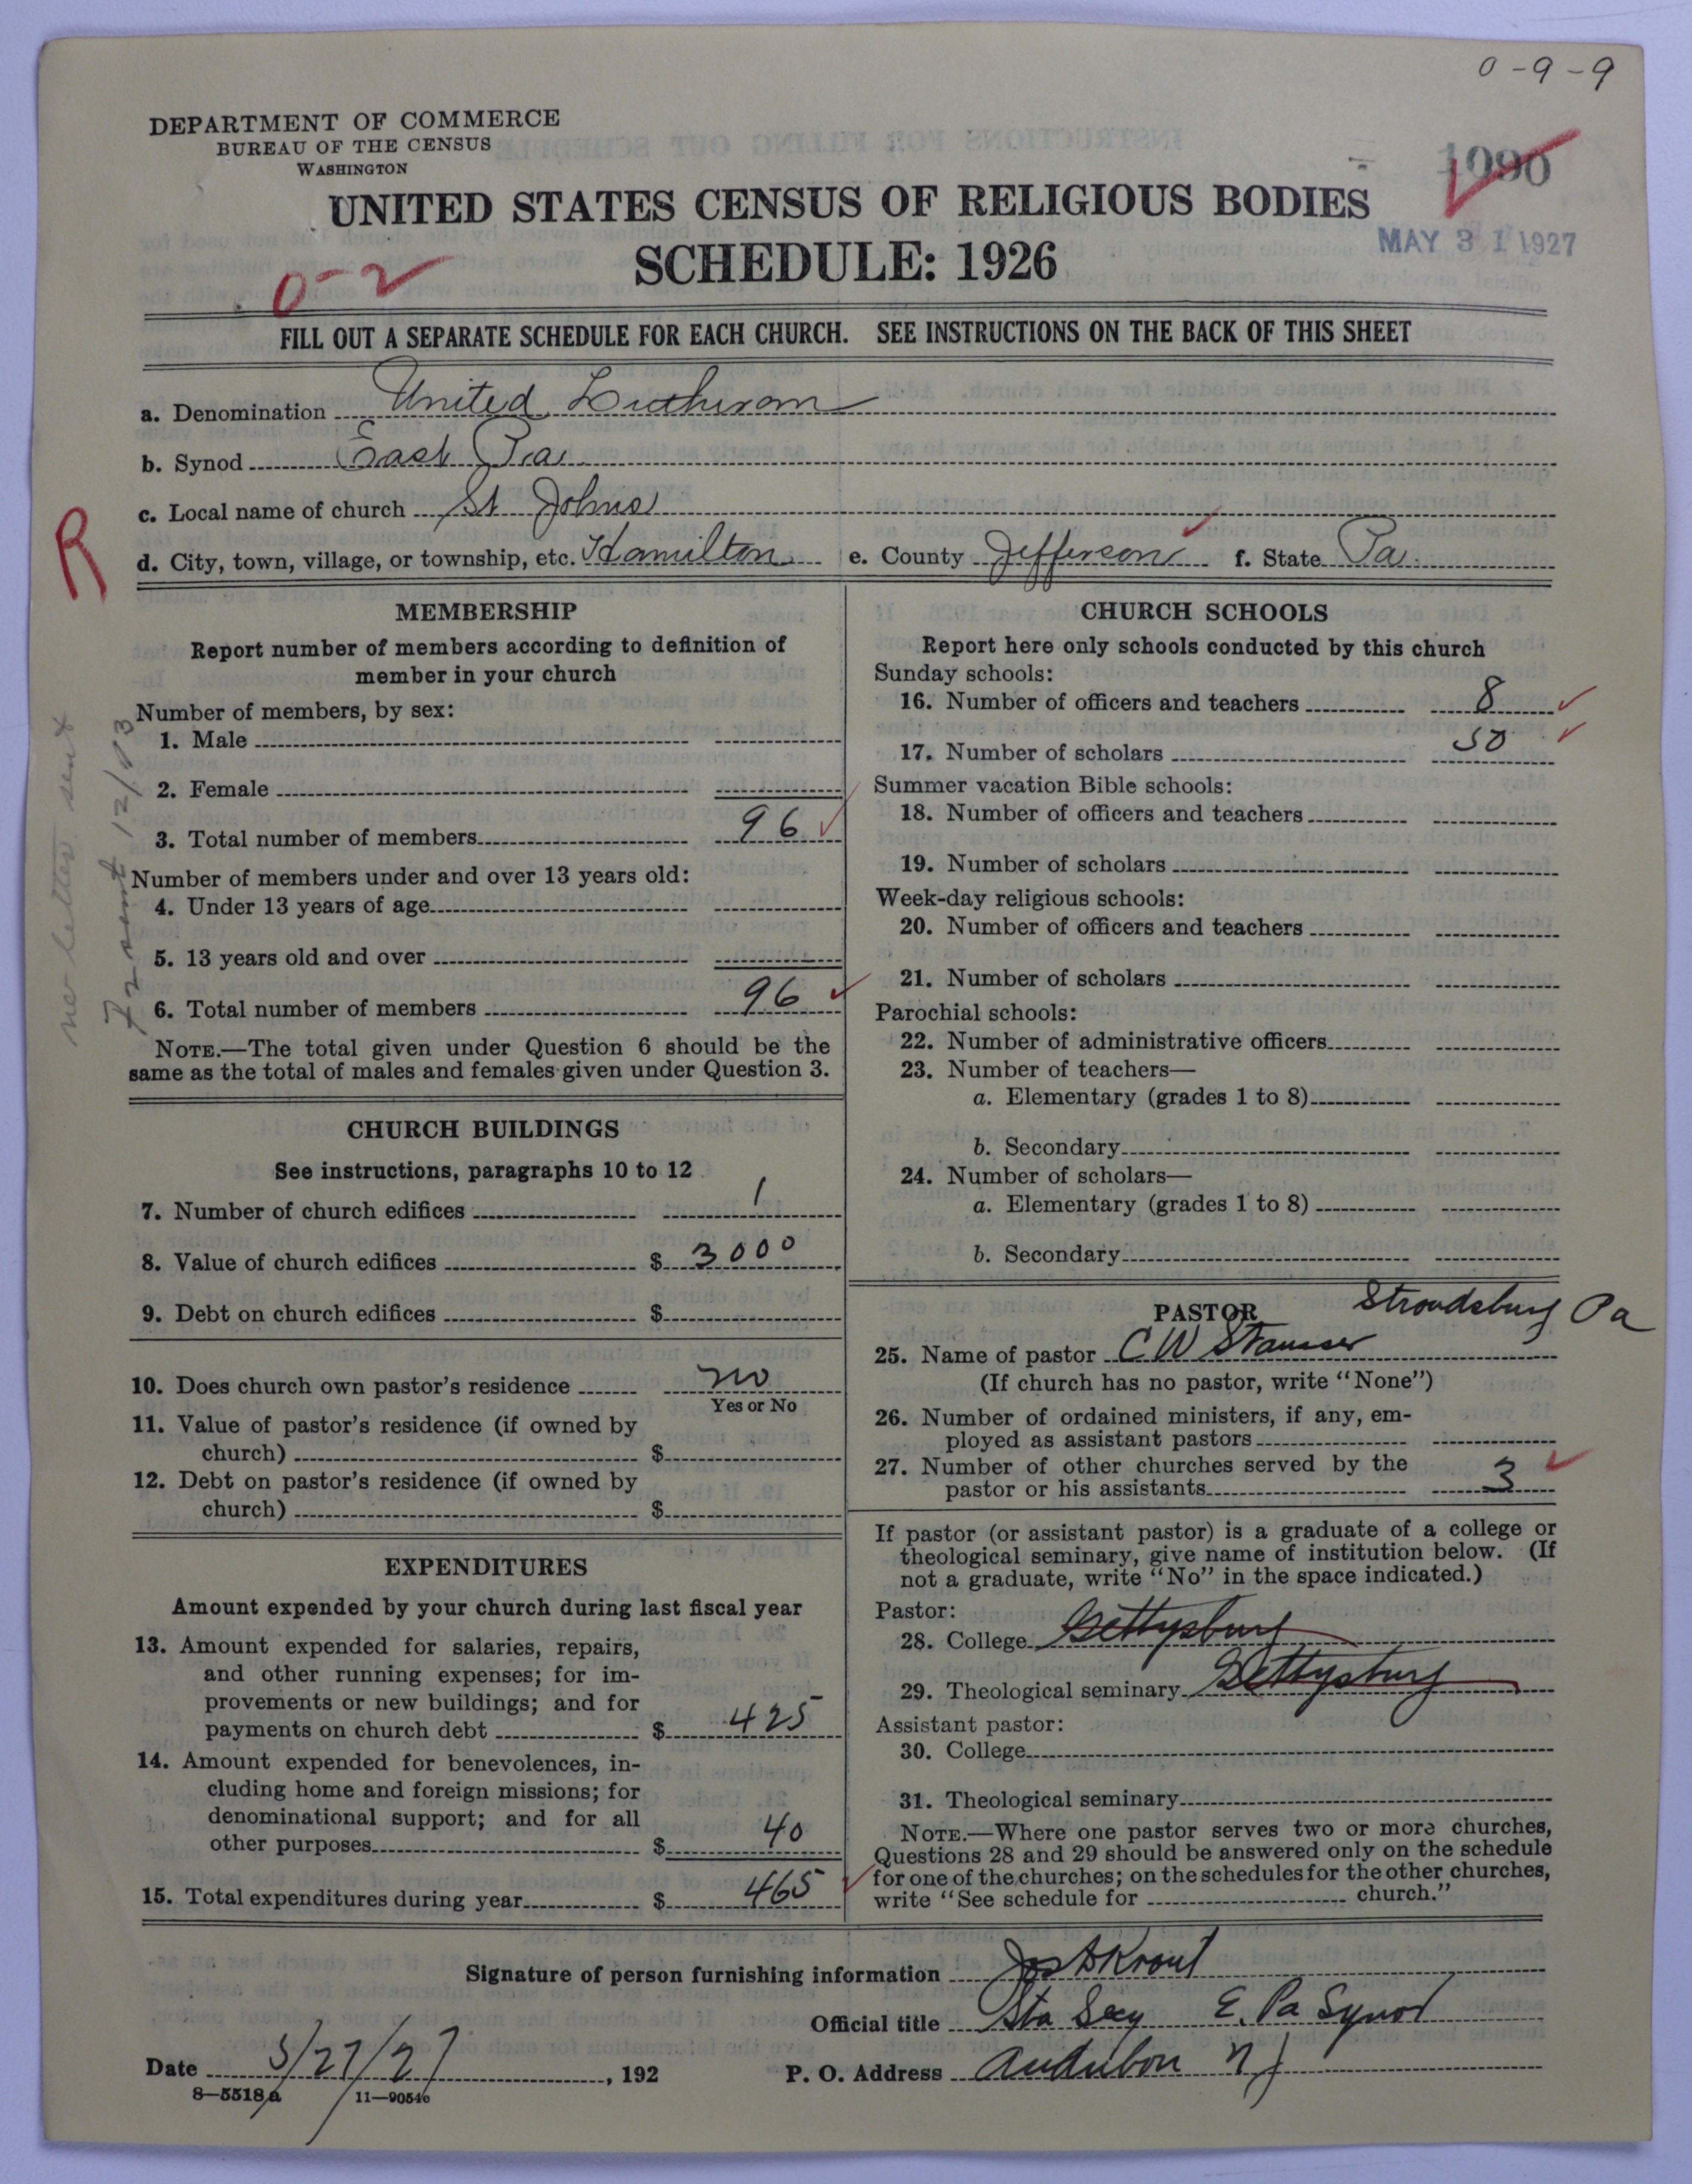 0-9-9
DEPARTMENT OF COMMERCE
BUREAU OF THE CENSUS
WASHINGTON
1090
UNITED STATES CENSUS OF RELIGIOUS BODIES
MAY 31 1927
SCHEDULE: 1926
0-2
FILL OUT A SEPARATE SCHEDULE FOR EACH CHURCH. SEE INSTRUCTIONS ON THE BACK OF THIS SHEET
a. Denomination United Lutheran
b. Synod East Pa.
c. Local name of church St Johns
R
d. City, town, village, or township, etc. Hamilton e. County Jefferson f. State Pa.
MEMBERSHIP
Report number of members according to definition of
member in your church
Number of members, by sex:
1. Male
2. Female
3. Total number of members 96
Number of members under and over 13 years old:
4. Under 13 years of age
5. 13 years old and over
6. Total number of members 96
NOTE.—The total given under Question 6 should be the
same as the total of males and females given under Question 3.
no letter sent
sent 12/13
CHURCH BUILDINGS
See instructions, paragraphs 10 to 12
7. Number of church edifices 1
8. Value of church edifices $ 3000
9. Debt on church edifices $
10. Does church own pastor's residence no
Yes or No
11. Value of pastor's residence (if owned by
church) $
12. Debt on pastor's residence (if owned by
church) $
EXPENDITURES
Amount expended by your church during last fiscal year
13. Amount expended for salaries, repairs,
and other running expenses; for im-
provements or new buildings; and for
payments on church debt $ 425
14. Amount expended for benevolences, in-
cluding home and foreign missions; for
denominational support; and for all
other purposes $ 40
15. Total expenditures during year $ 465
CHURCH SCHOOLS
Report here only schools conducted by this church
Sunday schools:
16. Number of officers and teachers 8
17. Number of scholars 50
Summer vacation Bible schools:
18. Number of officers and teachers
19. Number of scholars
Week-day religious schools:
20. Number of officers and teachers
21. Number of scholars
Parochial schools:
22. Number of administrative officers
23. Number of teachers—
a. Elementary (grades 1 to 8)
b. Secondary
24. Number of scholars—
a. Elementary (grades 1 to 8)
b. Secondary
PASTOR Stroudsburg Pa
25. Name of pastor C W Strausser
(If church has no pastor, write "None")
26. Number of ordained ministers, if any, em-
ployed as assistant pastors
27. Number of other churches served by the
pastor or his assistants 3
If pastor (or assistant pastor) is a graduate of a college or
theological seminary, give name of institution below. (If
not a graduate, write "No" in the space indicated.)
Pastor:
28. College Gettysburg
29. Theological seminary Gettysburg
Assistant pastor:
30. College
31. Theological seminary
NOTE.—Where one pastor serves two or more churches,
Questions 28 and 29 should be answered only on the schedule
for one of the churches; on the schedules for the other churches,
write "See schedule for church."
Signature of person furnishing information Jos D Krout
Official title Sta Secy E. Pa Synod
Date 5/27/27, 192 P. O. Address Audubon NJ
8—5518a 11—9054c